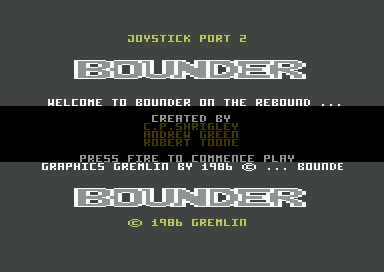 JOYSTICK PORT 2
BOUNDER
WELCOME TO BOUNDER ON THE REBOUND ...
CREATED BY
C.P.SHRIGLEY
ANDREW GREEN
ROBERT TOONE
PRESS FIRE TO COMMENCE PLAY
GRAPHICS GREMLIN BY 1986 © ... BOUNDE
BOUNDER
© 1986 GREMLIN